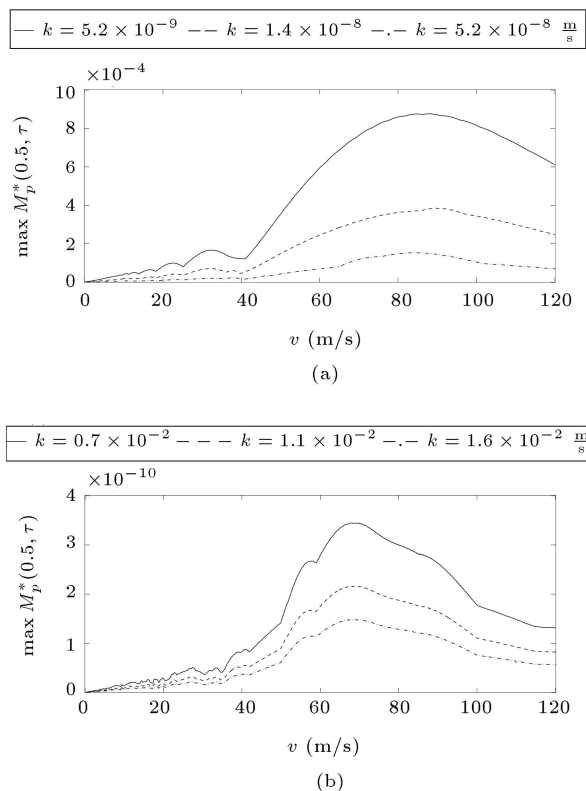 — k = 5.2 × 10⁻⁹ −− k = 1.4 × 10⁻⁸ −.− k = 5.2 × 10⁻⁸ m/s
×10⁻⁴
10
8
6
4
2
0
max M*ₚ(0.5, τ)
0 20 40 60 80 100 120
v (m/s)
(a)
— k = 0.7 × 10⁻² −−− k = 1.1 × 10⁻² −.− k = 1.6 × 10⁻² m/s
×10⁻¹⁰
4
3
2
1
0
max M*ₚ(0.5, τ)
0 20 40 60 80 100 120
v (m/s)
(b)